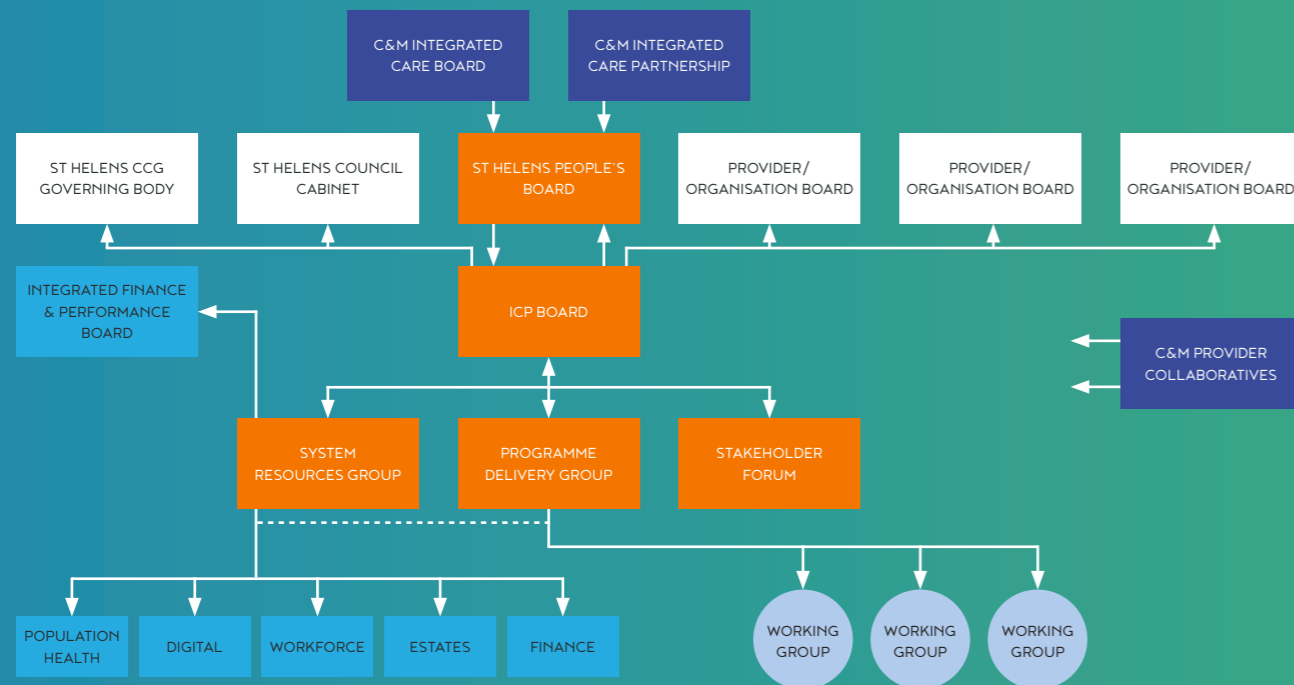 C&M INTEGRATED
CARE BOARD
C&M INTEGRATED
CARE PARTNERSHIP
ST HELENS CCG
GOVERNING BODY
ST HELENS COUNCIL
CABINET
ST HELENS PEOPLE'S
BOARD
PROVIDER/
ORGANISATION BOARD
PROVIDER/
ORGANISATION BOARD
PROVIDER/
ORGANISATION BOARD
INTEGRATED FINANCE
& PERFORMANCE
BOARD
ICP BOARD
C&M PROVIDER
COLLABORATIVES
SYSTEM
RESOURCES GROUP
PROGRAMME
DELIVERY GROUP
STAKEHOLDER
FORUM
POPULATION
HEALTH
DIGITAL
WORKFORCE
ESTATES
FINANCE
WORKING
GROUP
WORKING
GROUP
WORKING
GROUP